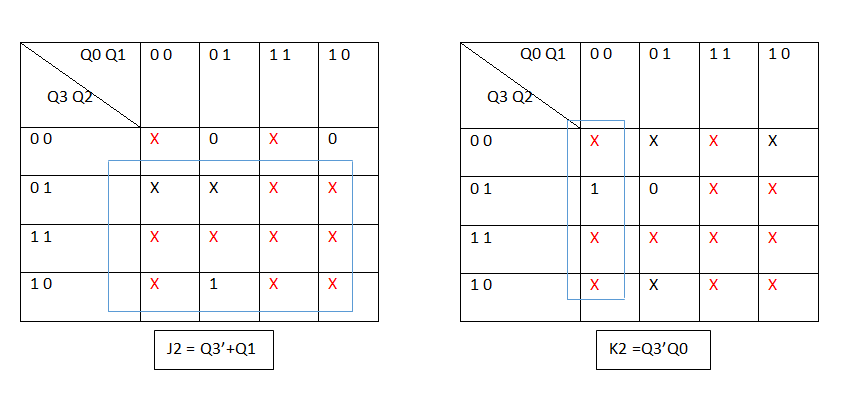 Q0 Q1 0 0 0 1 1 1 1 0
Q3 Q2
0 0 X 0 X 0
0 1 X X X X
1 1 X X X X
1 0 X 1 X X
J2 = Q3’+Q1
Q0 Q1 0 0 0 1 1 1 1 0
Q3 Q2
0 0 X X X X
0 1 1 0 X X
1 1 X X X X
1 0 X X X X
K2 =Q3’Q0